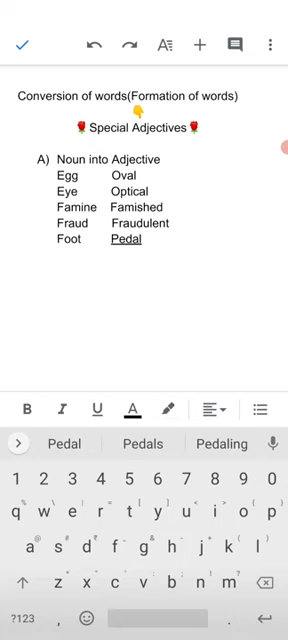 Conversion of words(Formation of words)
👇
🌹Special Adjectives🌹
A) Noun into Adjective
Egg Oval
Eye Optical
Famine Famished
Fraud Fraudulent
Foot Pedal
B I U A
Pedal Pedals Pedaling
1 2 3 4 5 6 7 8 9 0
q w e r t y u i o p
a s d f g h j k l
z x c v b n m
?123 , .